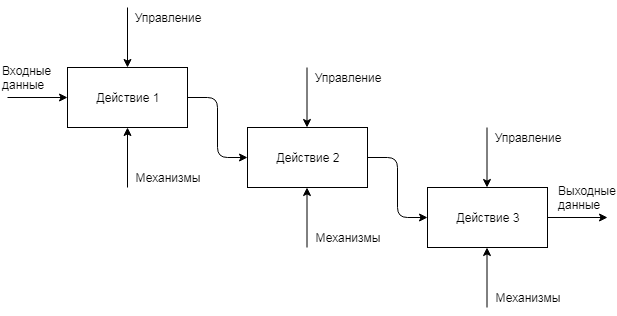 Управление
Входные
данные
Действие 1
Механизмы
Управление
Действие 2
Механизмы
Управление
Выходные
данные
Действие 3
Механизмы